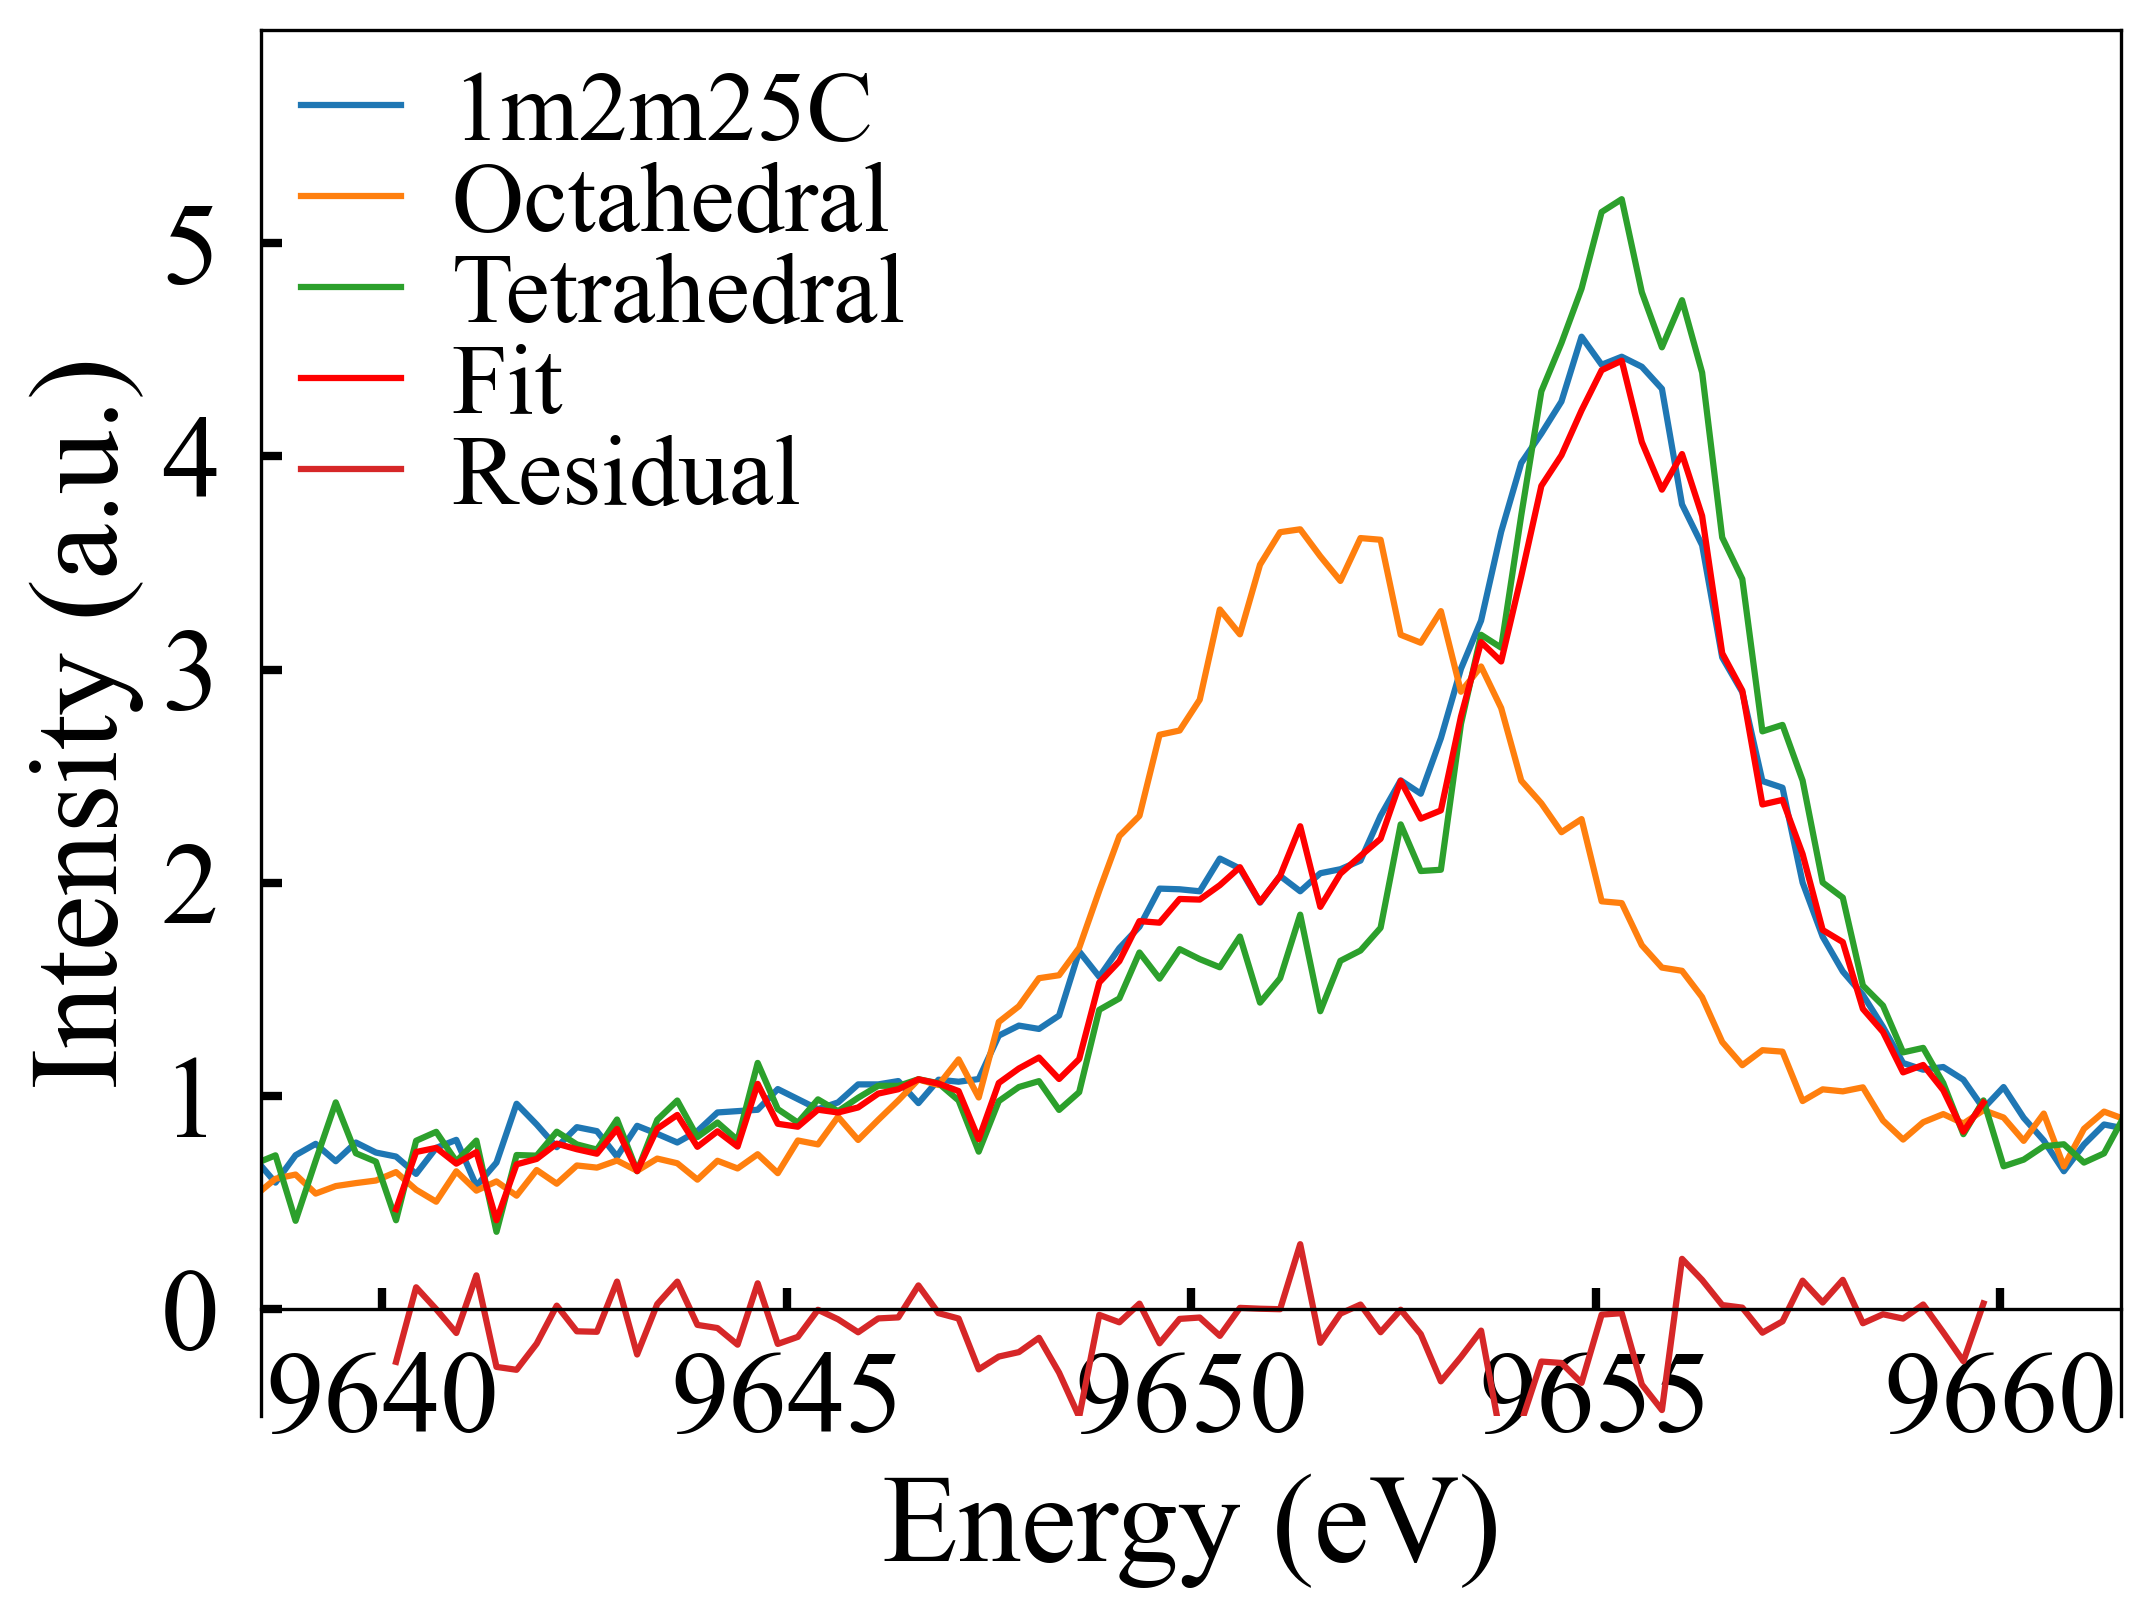 1m2m25C
Octahedral
Tetrahedral
Fit
Residual
5
4
3
2
1
0
Intensity (a.u.)
9640 9645 9650 9655 9660
Energy (eV)